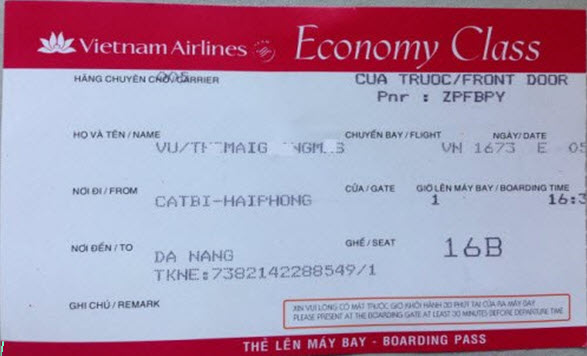 Vietnam Airlines Economy Class
HÃNG CHUYÊN CHỞ/CARRIER CUA TRUOC/FRONT DOOR
Pnr : ZPFBPY
HỌ VÀ TÊN / NAME CHUYẾN BAY / FLIGHT NGÀY/ DATE
VN 1673 E 05
NƠI ĐI / FROM CỬA / GATE GIỜ LÊN MÁY BAY / BOARDING TIME
CATBI-HAIPHONG 1 16:3
NƠI ĐẾN / TO GHẾ / SEAT 16B
DA NANG
TKNE:7382142288549/1
GHI CHÚ / REMARK
XIN VUI LÒNG CÓ MẶT TRƯỚC GIỜ KHỞI HÀNH 30 PHÚT TẠI CỬA RA MÁY BAY
PLEASE PRESENT AT THE BOARDING GATE AT LEAST 30 MINUTES BEFORE DEPARTURE TIME
THẺ LÊN MÁY BAY - BOARDING PASS